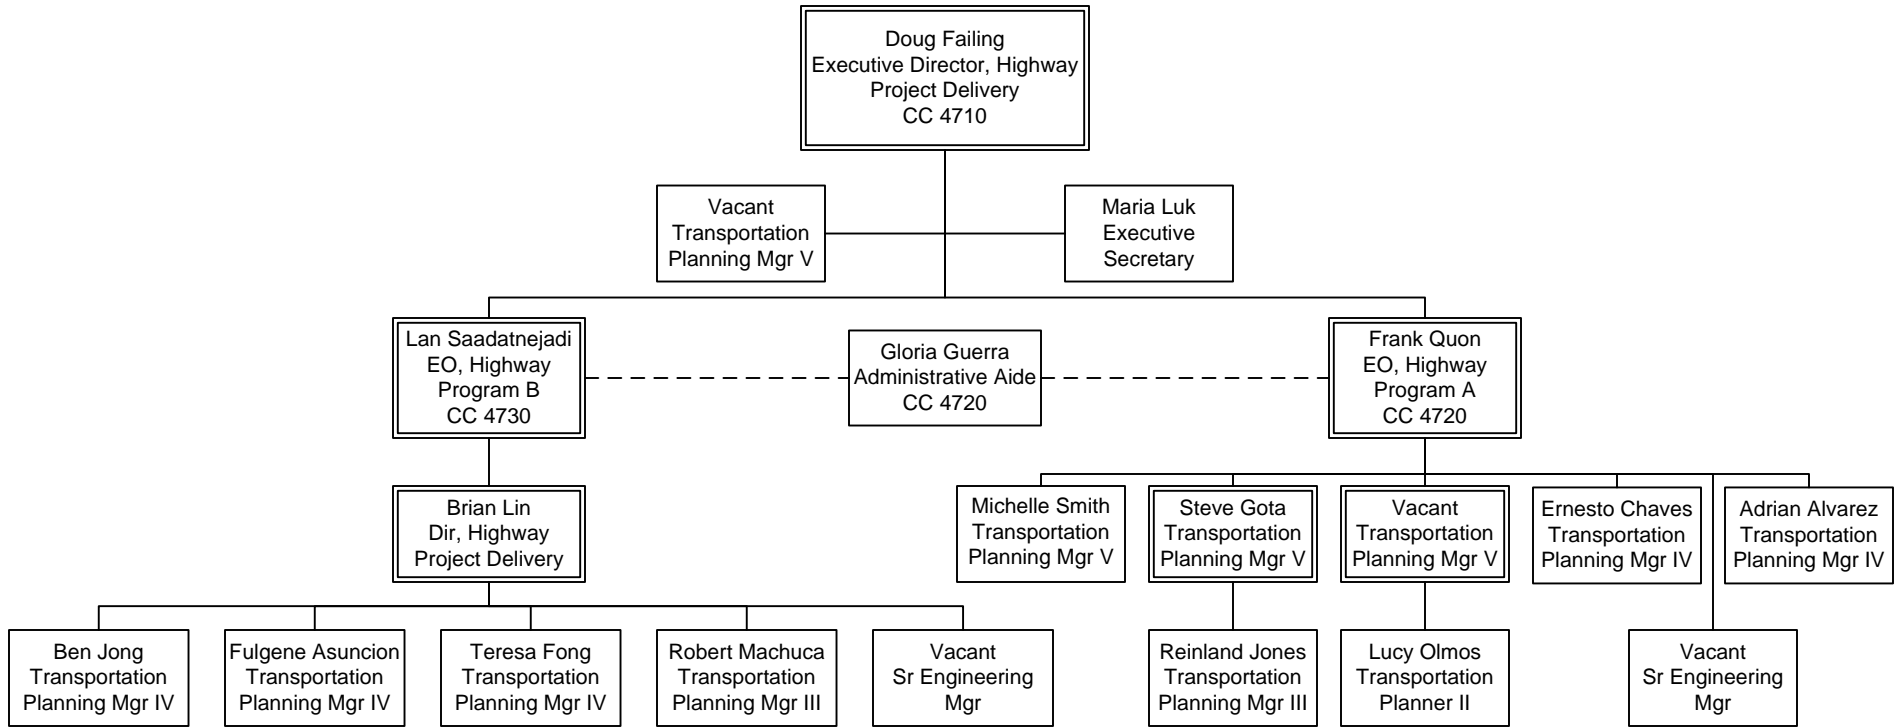 Doug Failing
Executive Director, Highway
Project Delivery
CC 4710
Vacant
Transportation
Planning Mgr V
Maria Luk
Executive
Secretary
Lan Saadatnejadi
EO, Highway
Program B
CC 4730
Gloria Guerra
Administrative Aide
CC 4720
Frank Quon
EO, Highway
Program A
CC 4720
Brian Lin
Dir, Highway
Project Delivery
Michelle Smith
Transportation
Planning Mgr V
Steve Gota
Transportation
Planning Mgr V
Vacant
Transportation
Planning Mgr V
Ernesto Chaves
Transportation
Planning Mgr IV
Adrian Alvarez
Transportation
Planning Mgr IV
Ben Jong
Transportation
Planning Mgr IV
Fulgene Asuncion
Transportation
Planning Mgr IV
Teresa Fong
Transportation
Planning Mgr IV
Robert Machuca
Transportation
Planning Mgr III
Vacant
Sr Engineering
Mgr
Reinland Jones
Transportation
Planning Mgr III
Lucy Olmos
Transportation
Planner II
Vacant
Sr Engineering
Mgr